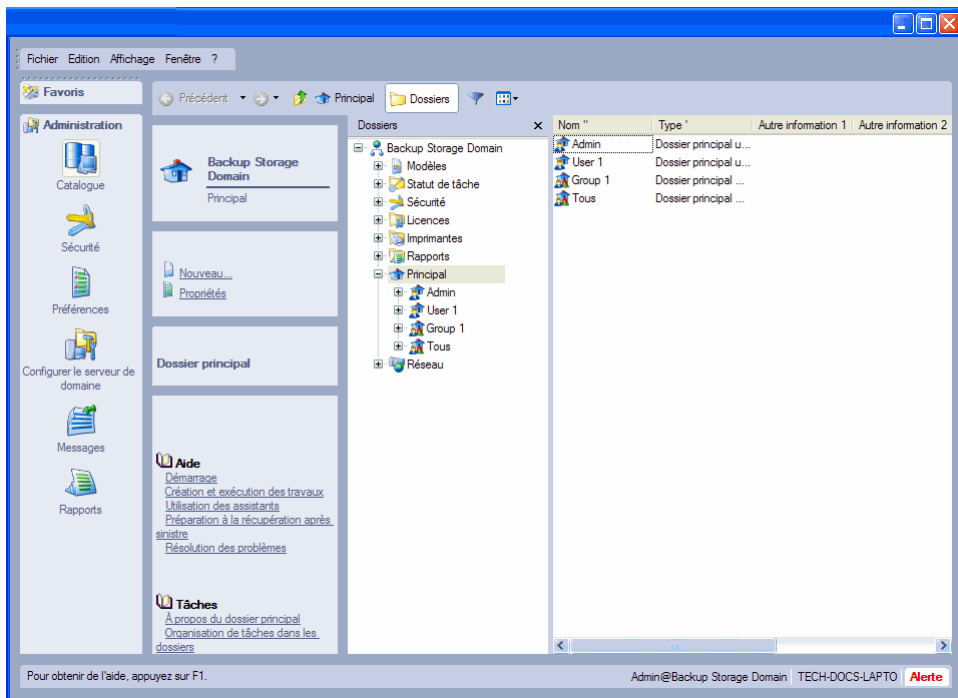 Fichier Edition Affichage Fenêtre ?
Favoris
Administration
Catalogue
Sécurité
Préférences
Configurer le serveur de
domaine
Messages
Rapports
Précédent Principal Dossiers
Backup Storage
Domain
Principal
Nouveau...
Propriétés
Dossier principal
Aide
Démarrage
Création et exécution des travaux
Utilisation des assistants
Préparation à la récupération après
sinistre
Résolution des problèmes
Tâches
À propos du dossier principal
Organisation de tâches dans les
dossiers
Dossiers x
Backup Storage Domain
Modèles
Statut de tâche
Sécurité
Licences
Imprimantes
Rapports
Principal
Admin
User 1
Group 1
Tous
Réseau
Nom " Type ' Autre information 1 Autre information 2
Admin Dossier principal u...
User 1 Dossier principal u...
Group 1 Dossier principal ...
Tous Dossier principal ...
Pour obtenir de l'aide, appuyez sur F1. Admin@Backup Storage Domain TECH-DOCS-LAPTO Alerte